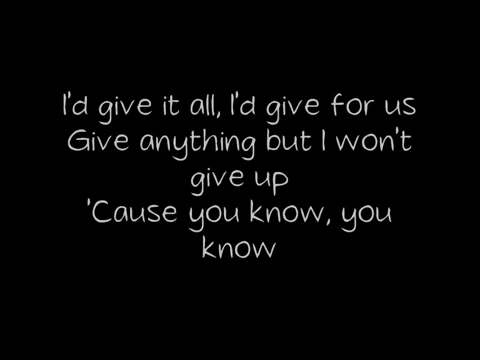 I'd give it all, I'd give for us
Give anything but I won't
give up
'Cause you know, you
know